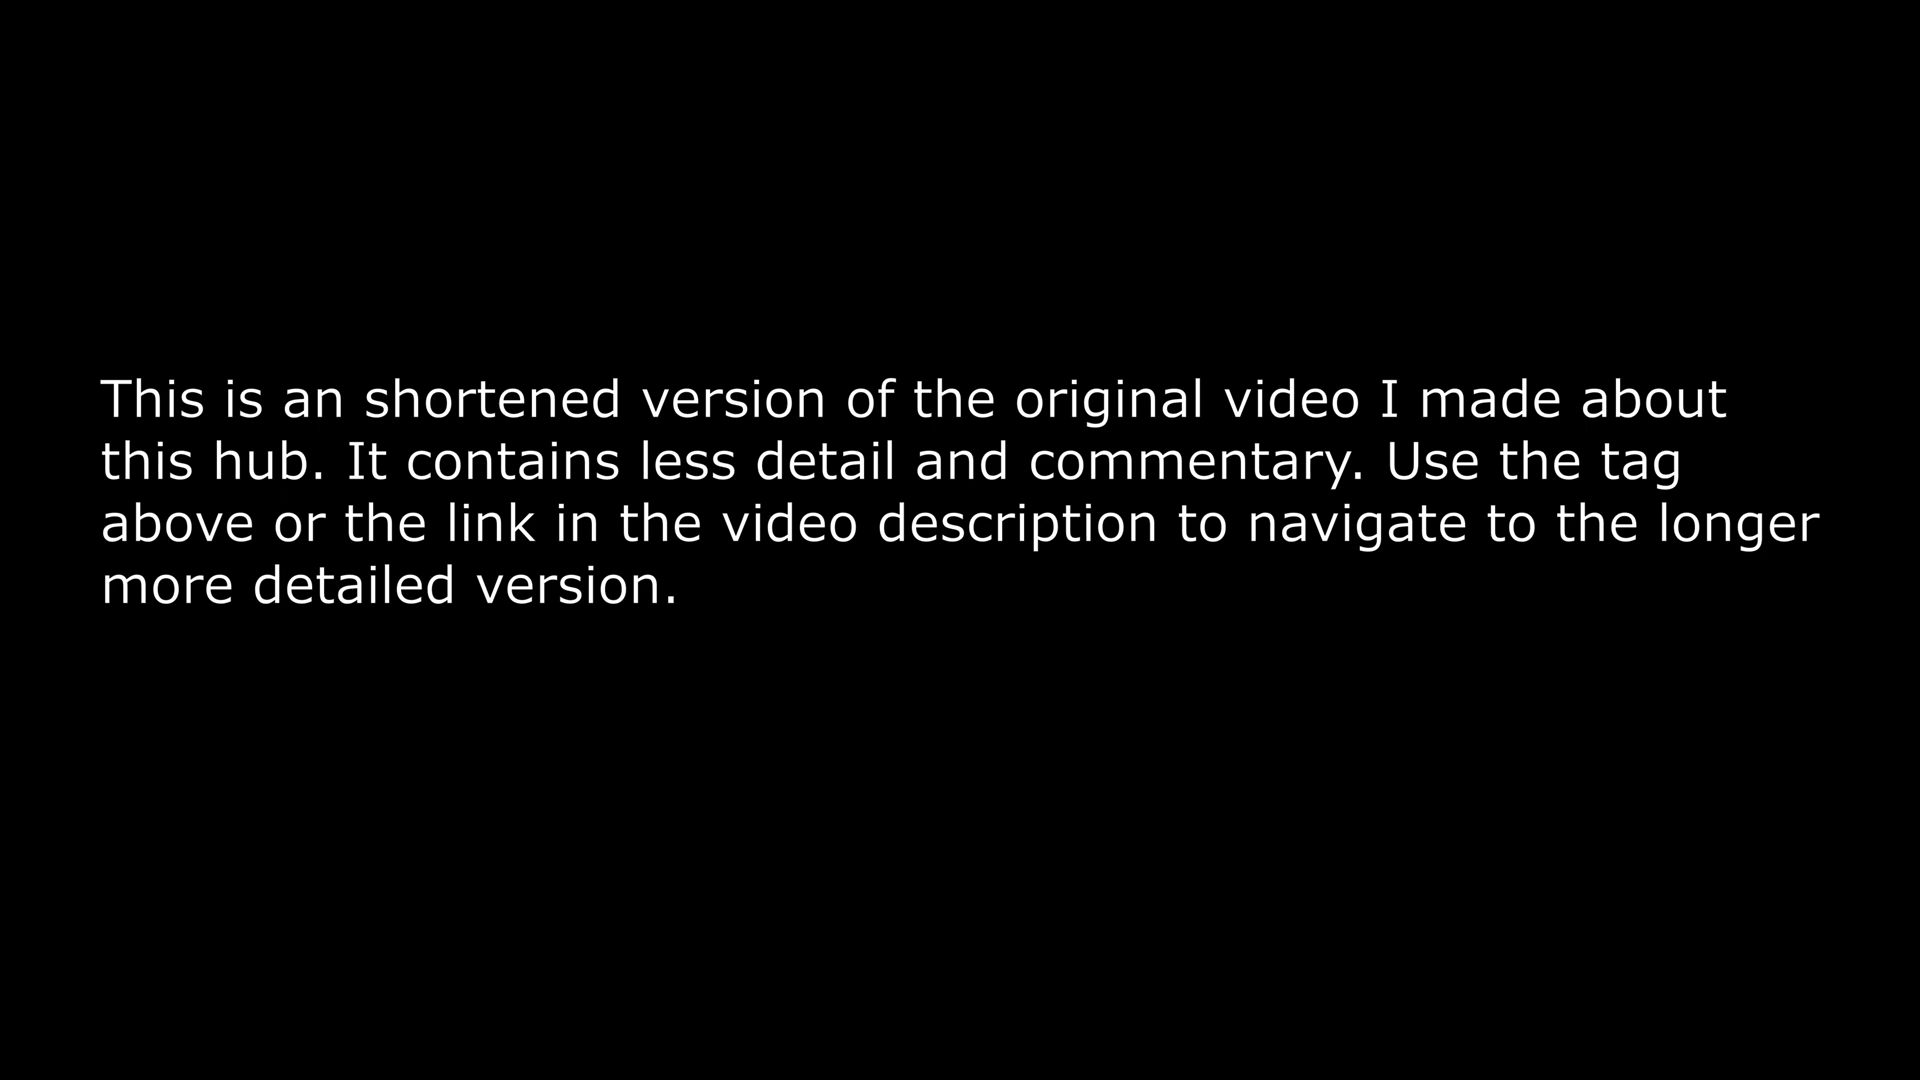 This is an shortened version of the original video I made about
this hub. It contains less detail and commentary. Use the tag
above or the link in the video description to navigate to the longer
more detailed version.